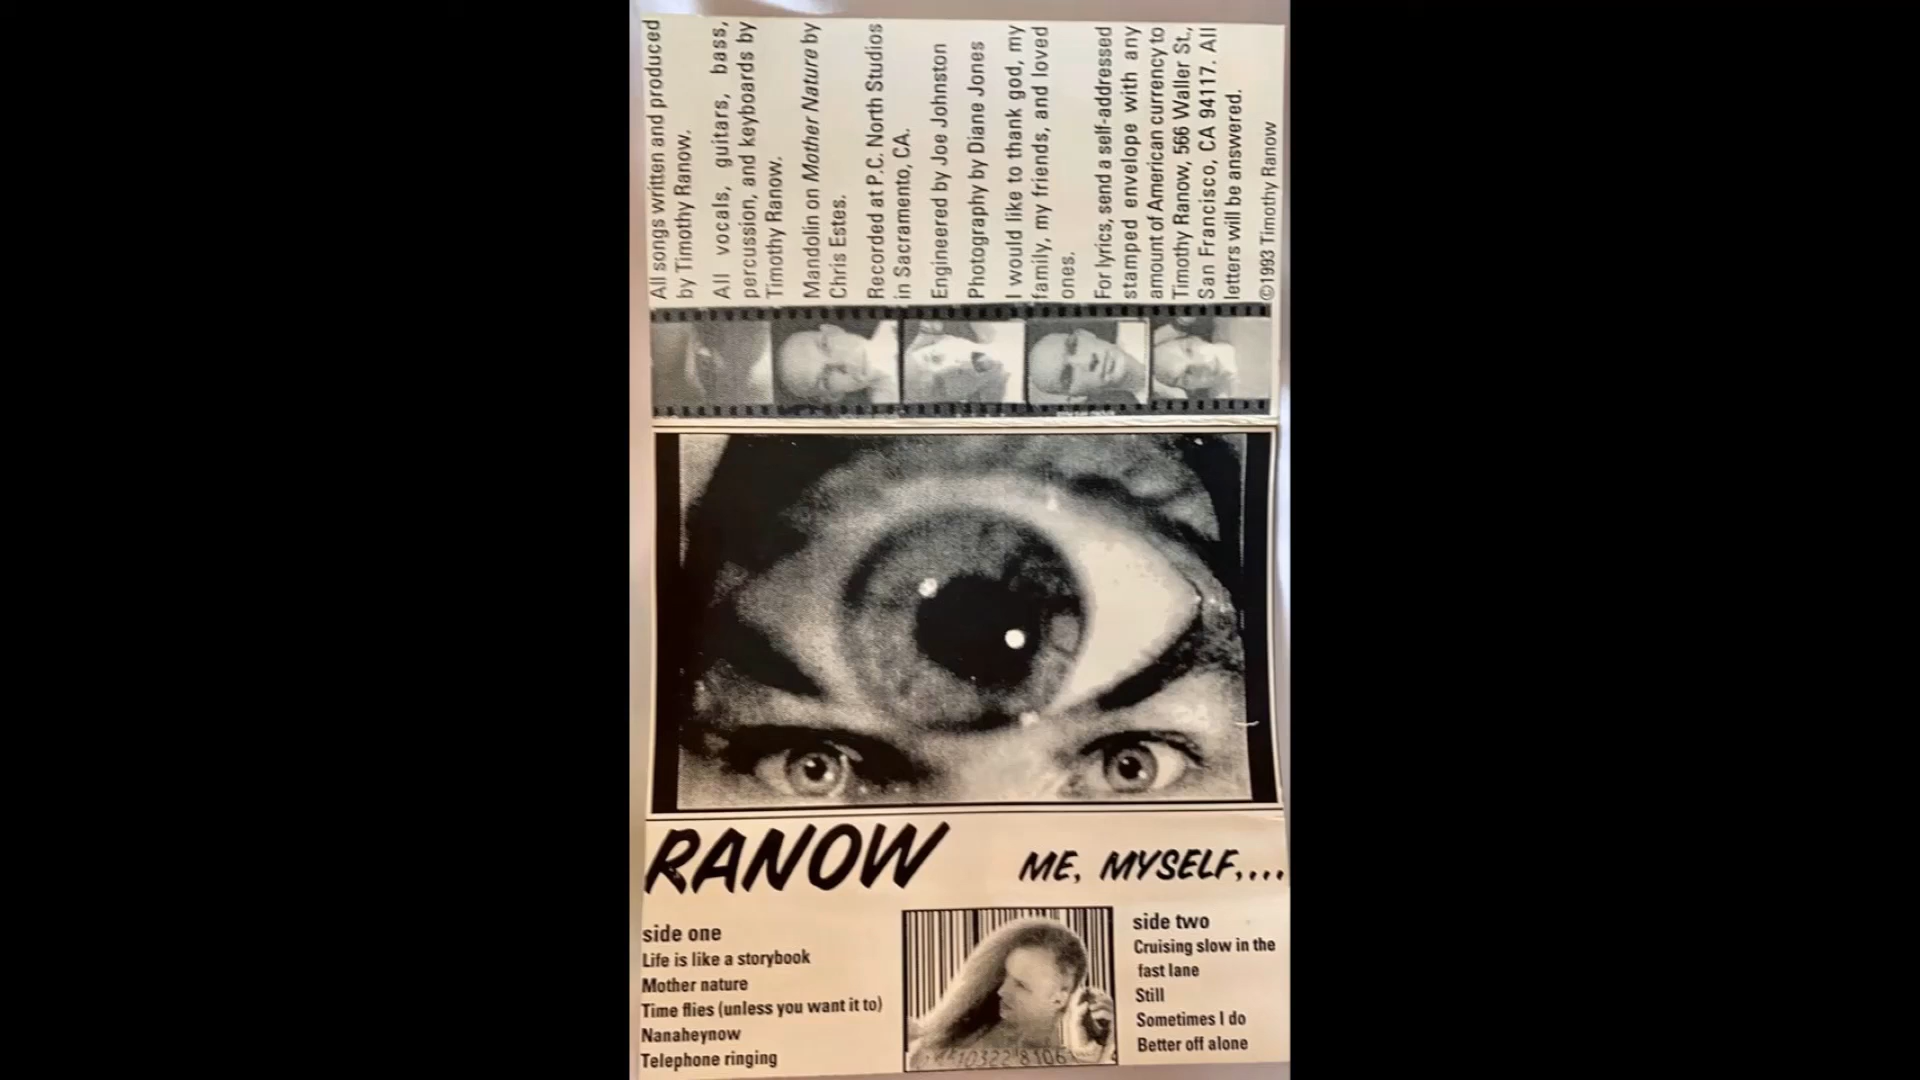 All songs written and produced
by Timothy Ranow.
All vocals, guitars, bass,
percussion, and keyboards by
Timothy Ranow.
Mandolin on Mother Nature by
Chris Estes.
Recorded at P.C. North Studios
in Sacramento, CA.
Engineered by Joe Johnston
Photography by Diane Jones
I would like to thank god, my
family, my friends, and loved
ones.
For lyrics, send a self-addressed
stamped envelope with any
amount of American currency to
Timothy Ranow, 566 Waller St.,
San Francisco, CA 94117. All
letters will be answered.
©1993 Timothy Ranow
RANOW
ME, MYSELF,....
side one
Life is like a storybook
Mother nature
Time flies (unless you want it to)
Nanaheynow
Telephone ringing
10322 8106
side two
Cruising slow in the
fast lane
Still
Sometimes I do
Better off alone